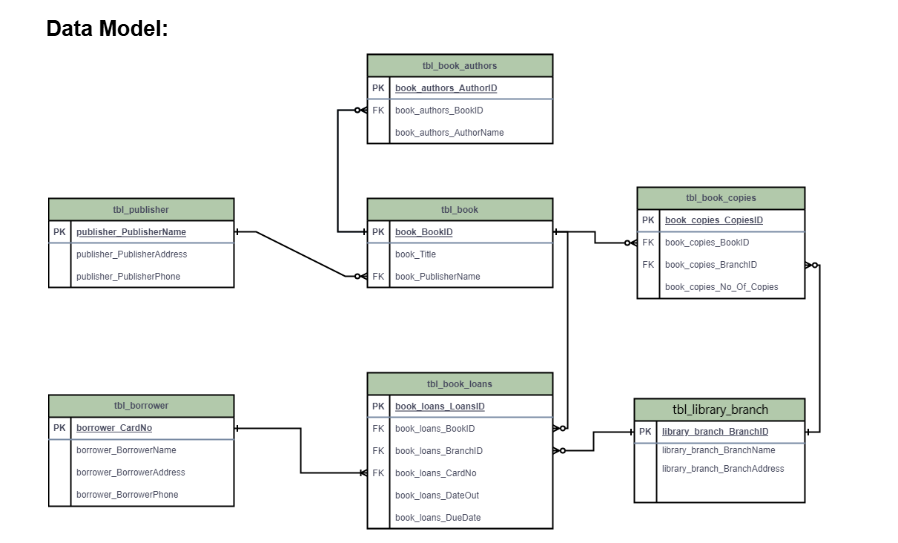 Data Model:
tbl_book_authors
PK book_authors_AuthorID
FK book_authors_BookID
book_authors_AuthorName
tbl_publisher
PK publisher_PublisherName
publisher_PublisherAddress
publisher_PublisherPhone
tbl_book
PK book_BookID
book_Title
FK book_PublisherName
tbl_book_copies
PK book_copies_CopiesID
FK book_copies_BookID
FK book_copies_BranchID
book_copies_No_Of_Copies
tbl_borrower
PK borrower_CardNo
borrower_BorrowerName
borrower_BorrowerAddress
borrower_BorrowerPhone
tbl_book_loans
PK book_loans_LoansID
FK book_loans_BookID
FK book_loans_BranchID
FK book_loans_CardNo
book_loans_DateOut
book_loans_DueDate
tbl_library_branch
PK library_branch_BranchID
library_branch_BranchName
library_branch_BranchAddress